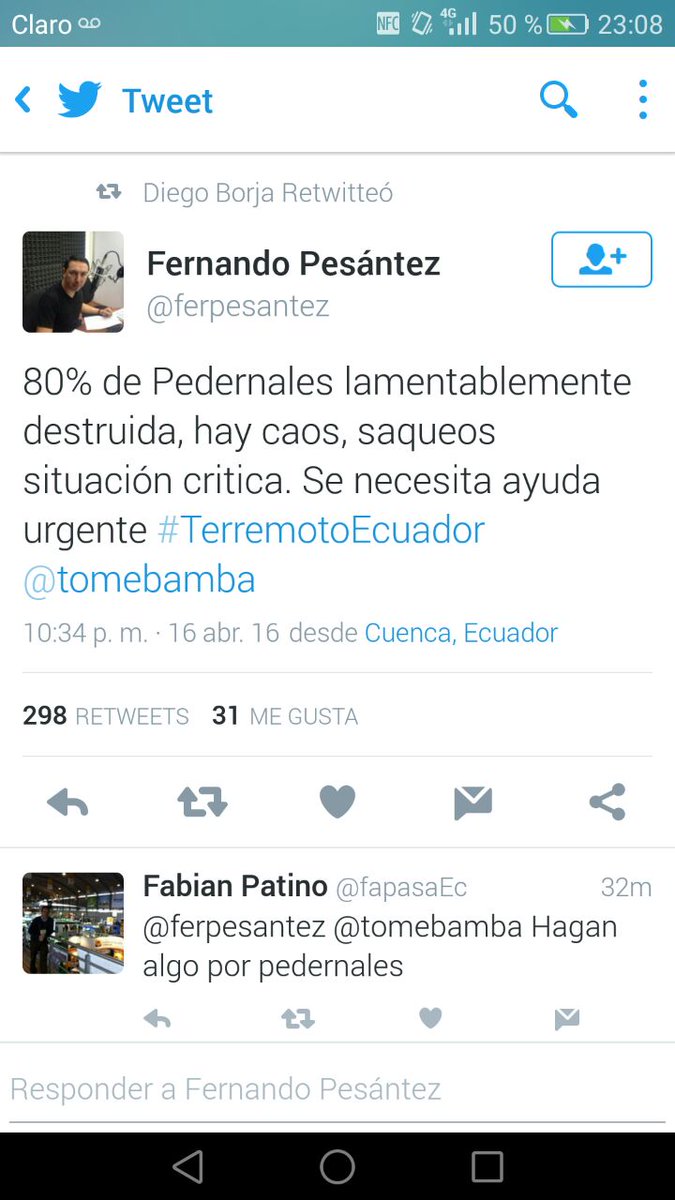 Claro
NFC 4G 50 % 23:08
Tweet
Diego Borja Retwitteó
Fernando Pesántez
@ferpesantez
80% de Pedernales lamentablemente
destruida, hay caos, saqueos
situación critica. Se necesita ayuda
urgente #TerremotoEcuador
@tomebamba
10:34 p. m. · 16 abr. 16 desde Cuenca, Ecuador
298 RETWEETS 31 ME GUSTA
Fabian Patino @fapasaEc 32m
@ferpesantez @tomebamba Hagan
algo por pedernales
Responder a Fernando Pesántez